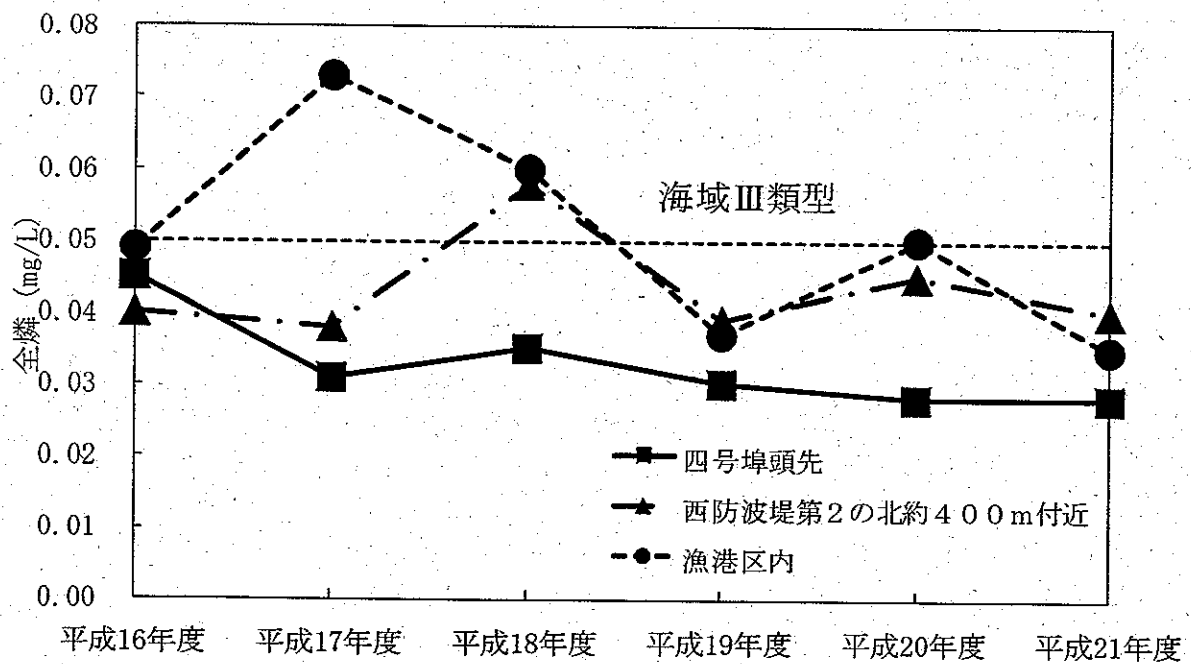 0.08
0.07
0.06
0.05
0.04
0.03
0.02
0.01
0.00
全燐 (mg/L)
海域Ⅲ類型
四号埠頭先
西防波堤第2の北約400m付近
漁港区内
平成16年度 平成17年度 平成18年度 平成19年度 平成20年度 平成21年度